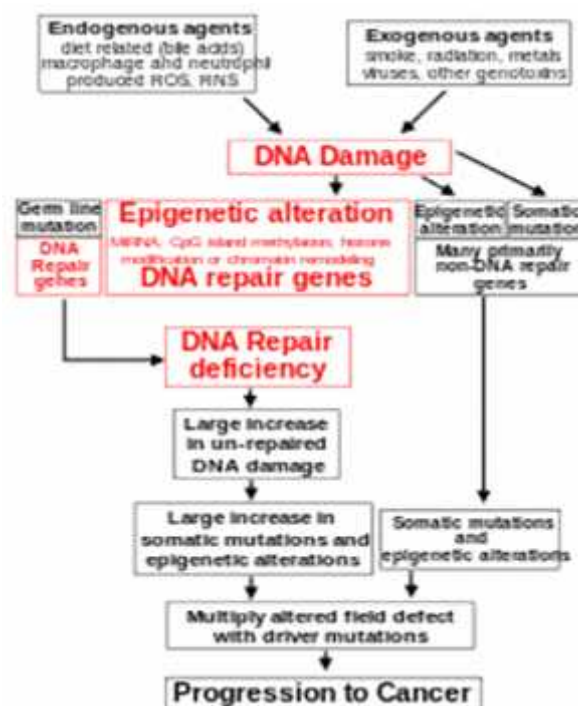 Endogenous agents
diet related (bile acids)
macrophage and neutrophil
produced ROS, RNS
Exogenous agents
smoke, radiation, metals
viruses, other genotoxins
DNA Damage
Germ line
mutation
DNA
Repair
genes
Epigenetic alteration
MiRNA, CpG island methylation, histone
modification or chromatin remodeling
DNA repair genes
Epigenetic
alteration
Somatic
mutation
Many primarily
non-DNA repair
genes
DNA Repair
deficiency
Large increase
in un-repaired
DNA damage
Large increase in
somatic mutations and
epigenetic alterations
Somatic mutations
and
epigenetic alterations
Multiply altered field defect
with driver mutations
Progression to Cancer